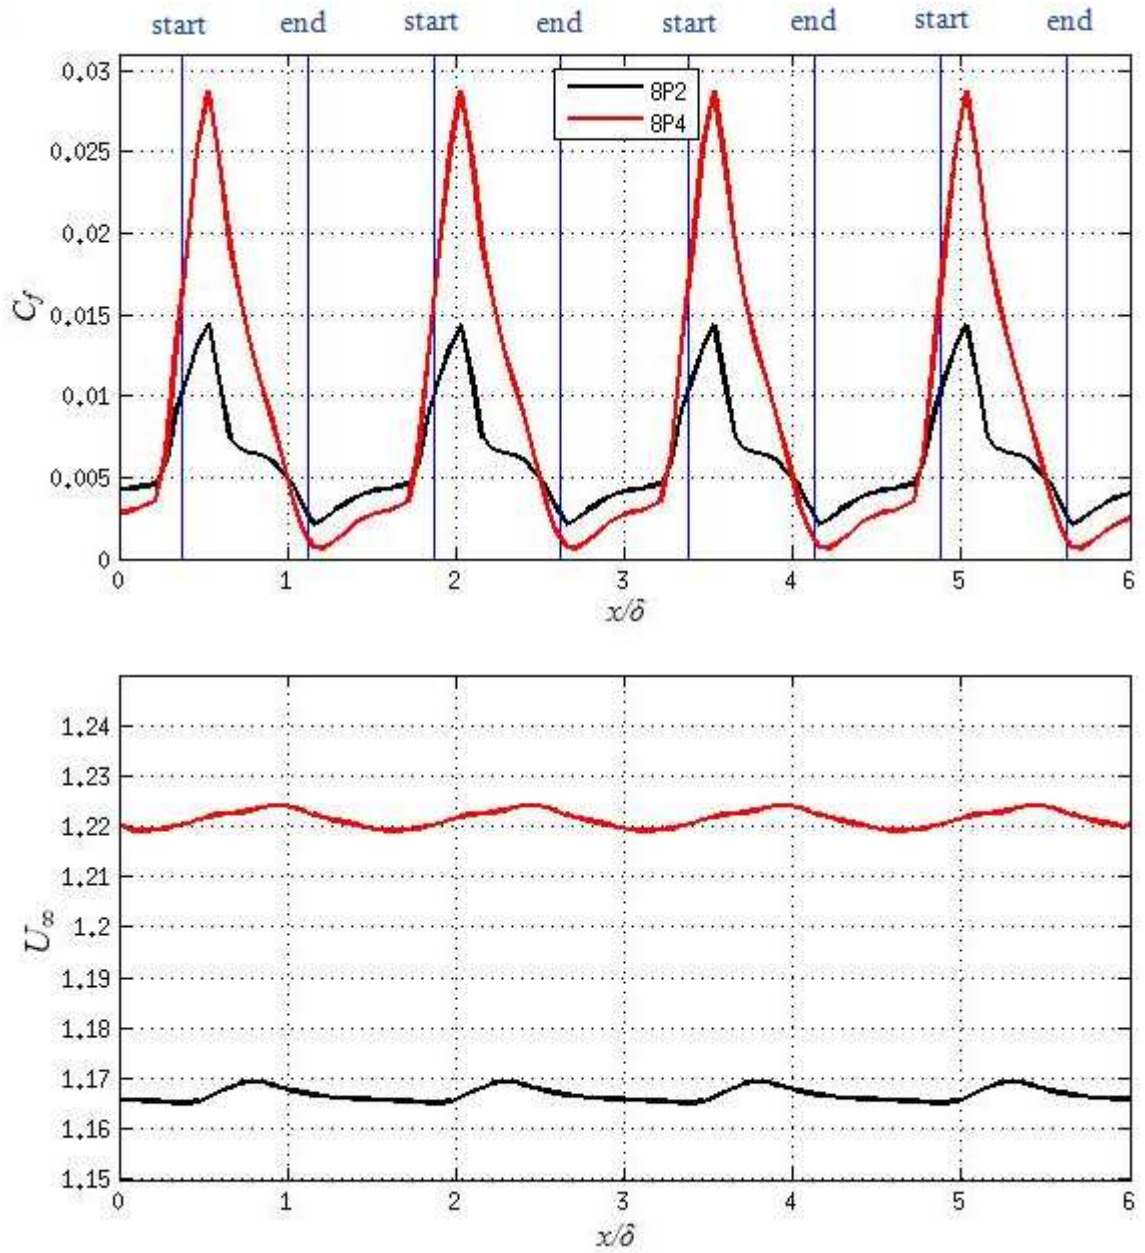 start end start end start end start end
0.03
8P2
8P4
0.025
0.02
C_f
0.015
0.01
0.005
0
0 1 2 3 4 5 6
x/δ
1.24
1.23
1.22
1.21
1.2
U_∞
1.19
1.18
1.17
1.16
1.15
0 1 2 3 4 5 6
x/δ